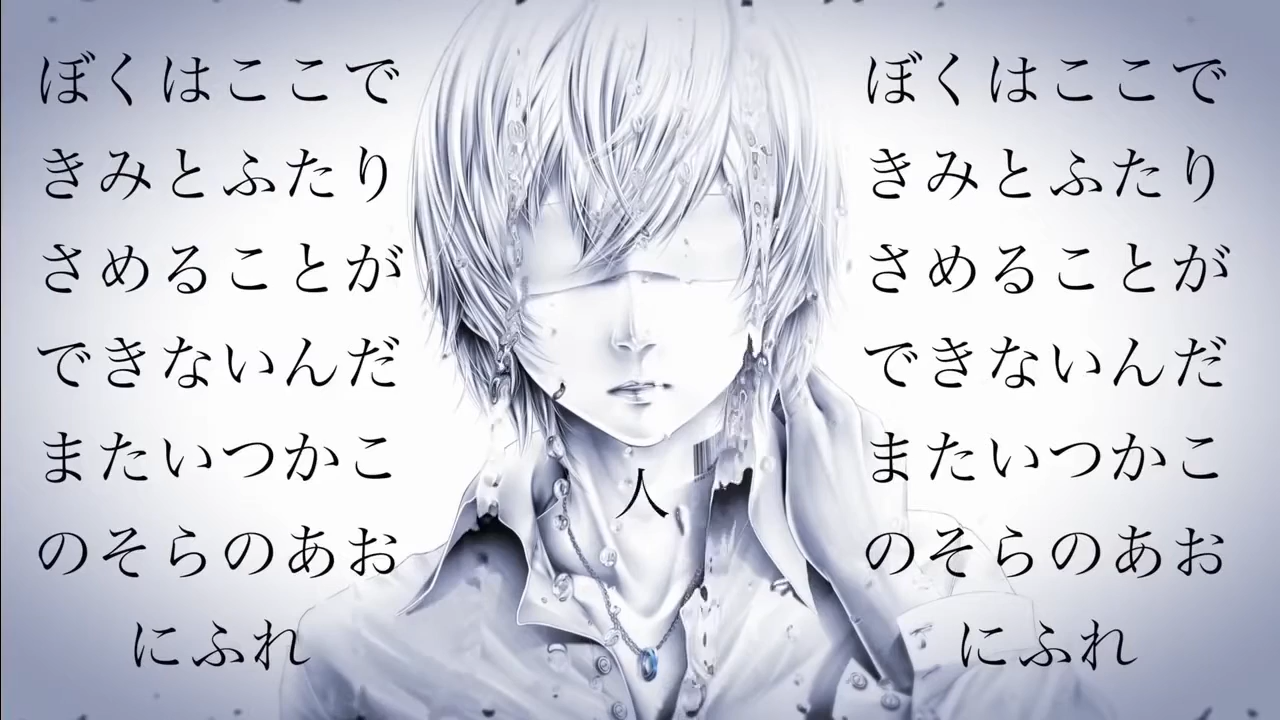 ぼくはここで
きみとふたり
さめることが
できないんだ
またいつかこ
のそらのあお
にふれ
人
ぼくはここで
きみとふたり
さめることが
できないんだ
またいつかこ
のそらのあお
にふれ